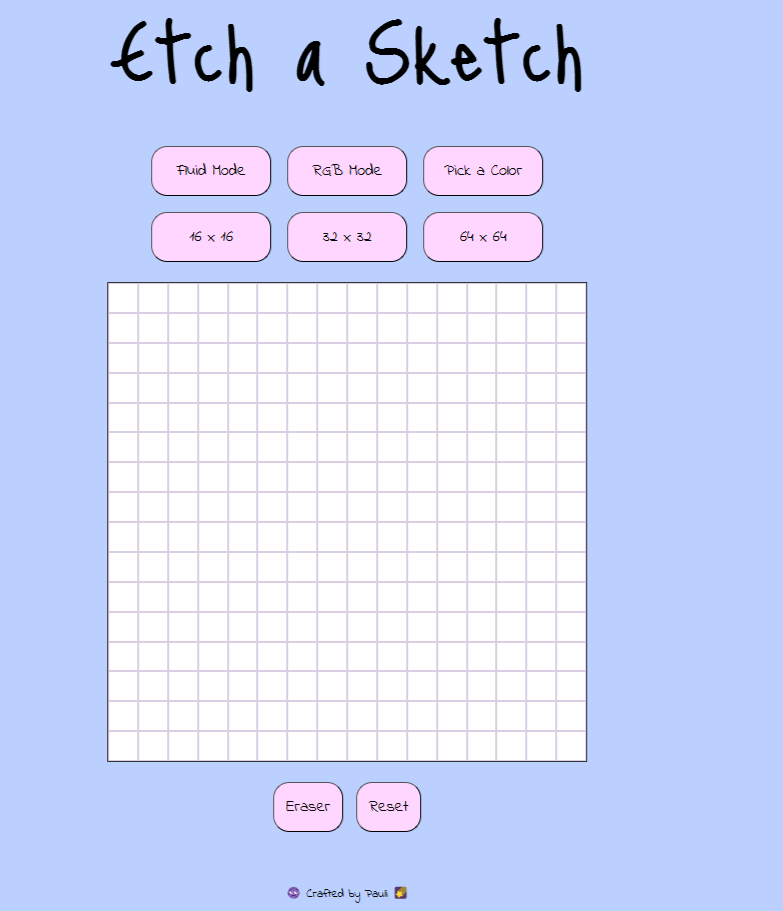 Etch a Sketch
Fluid Mode RGB Mode Pick a Color
16 x 16 32 x 32 64 x 64
Eraser Reset
Crafted by Pauli